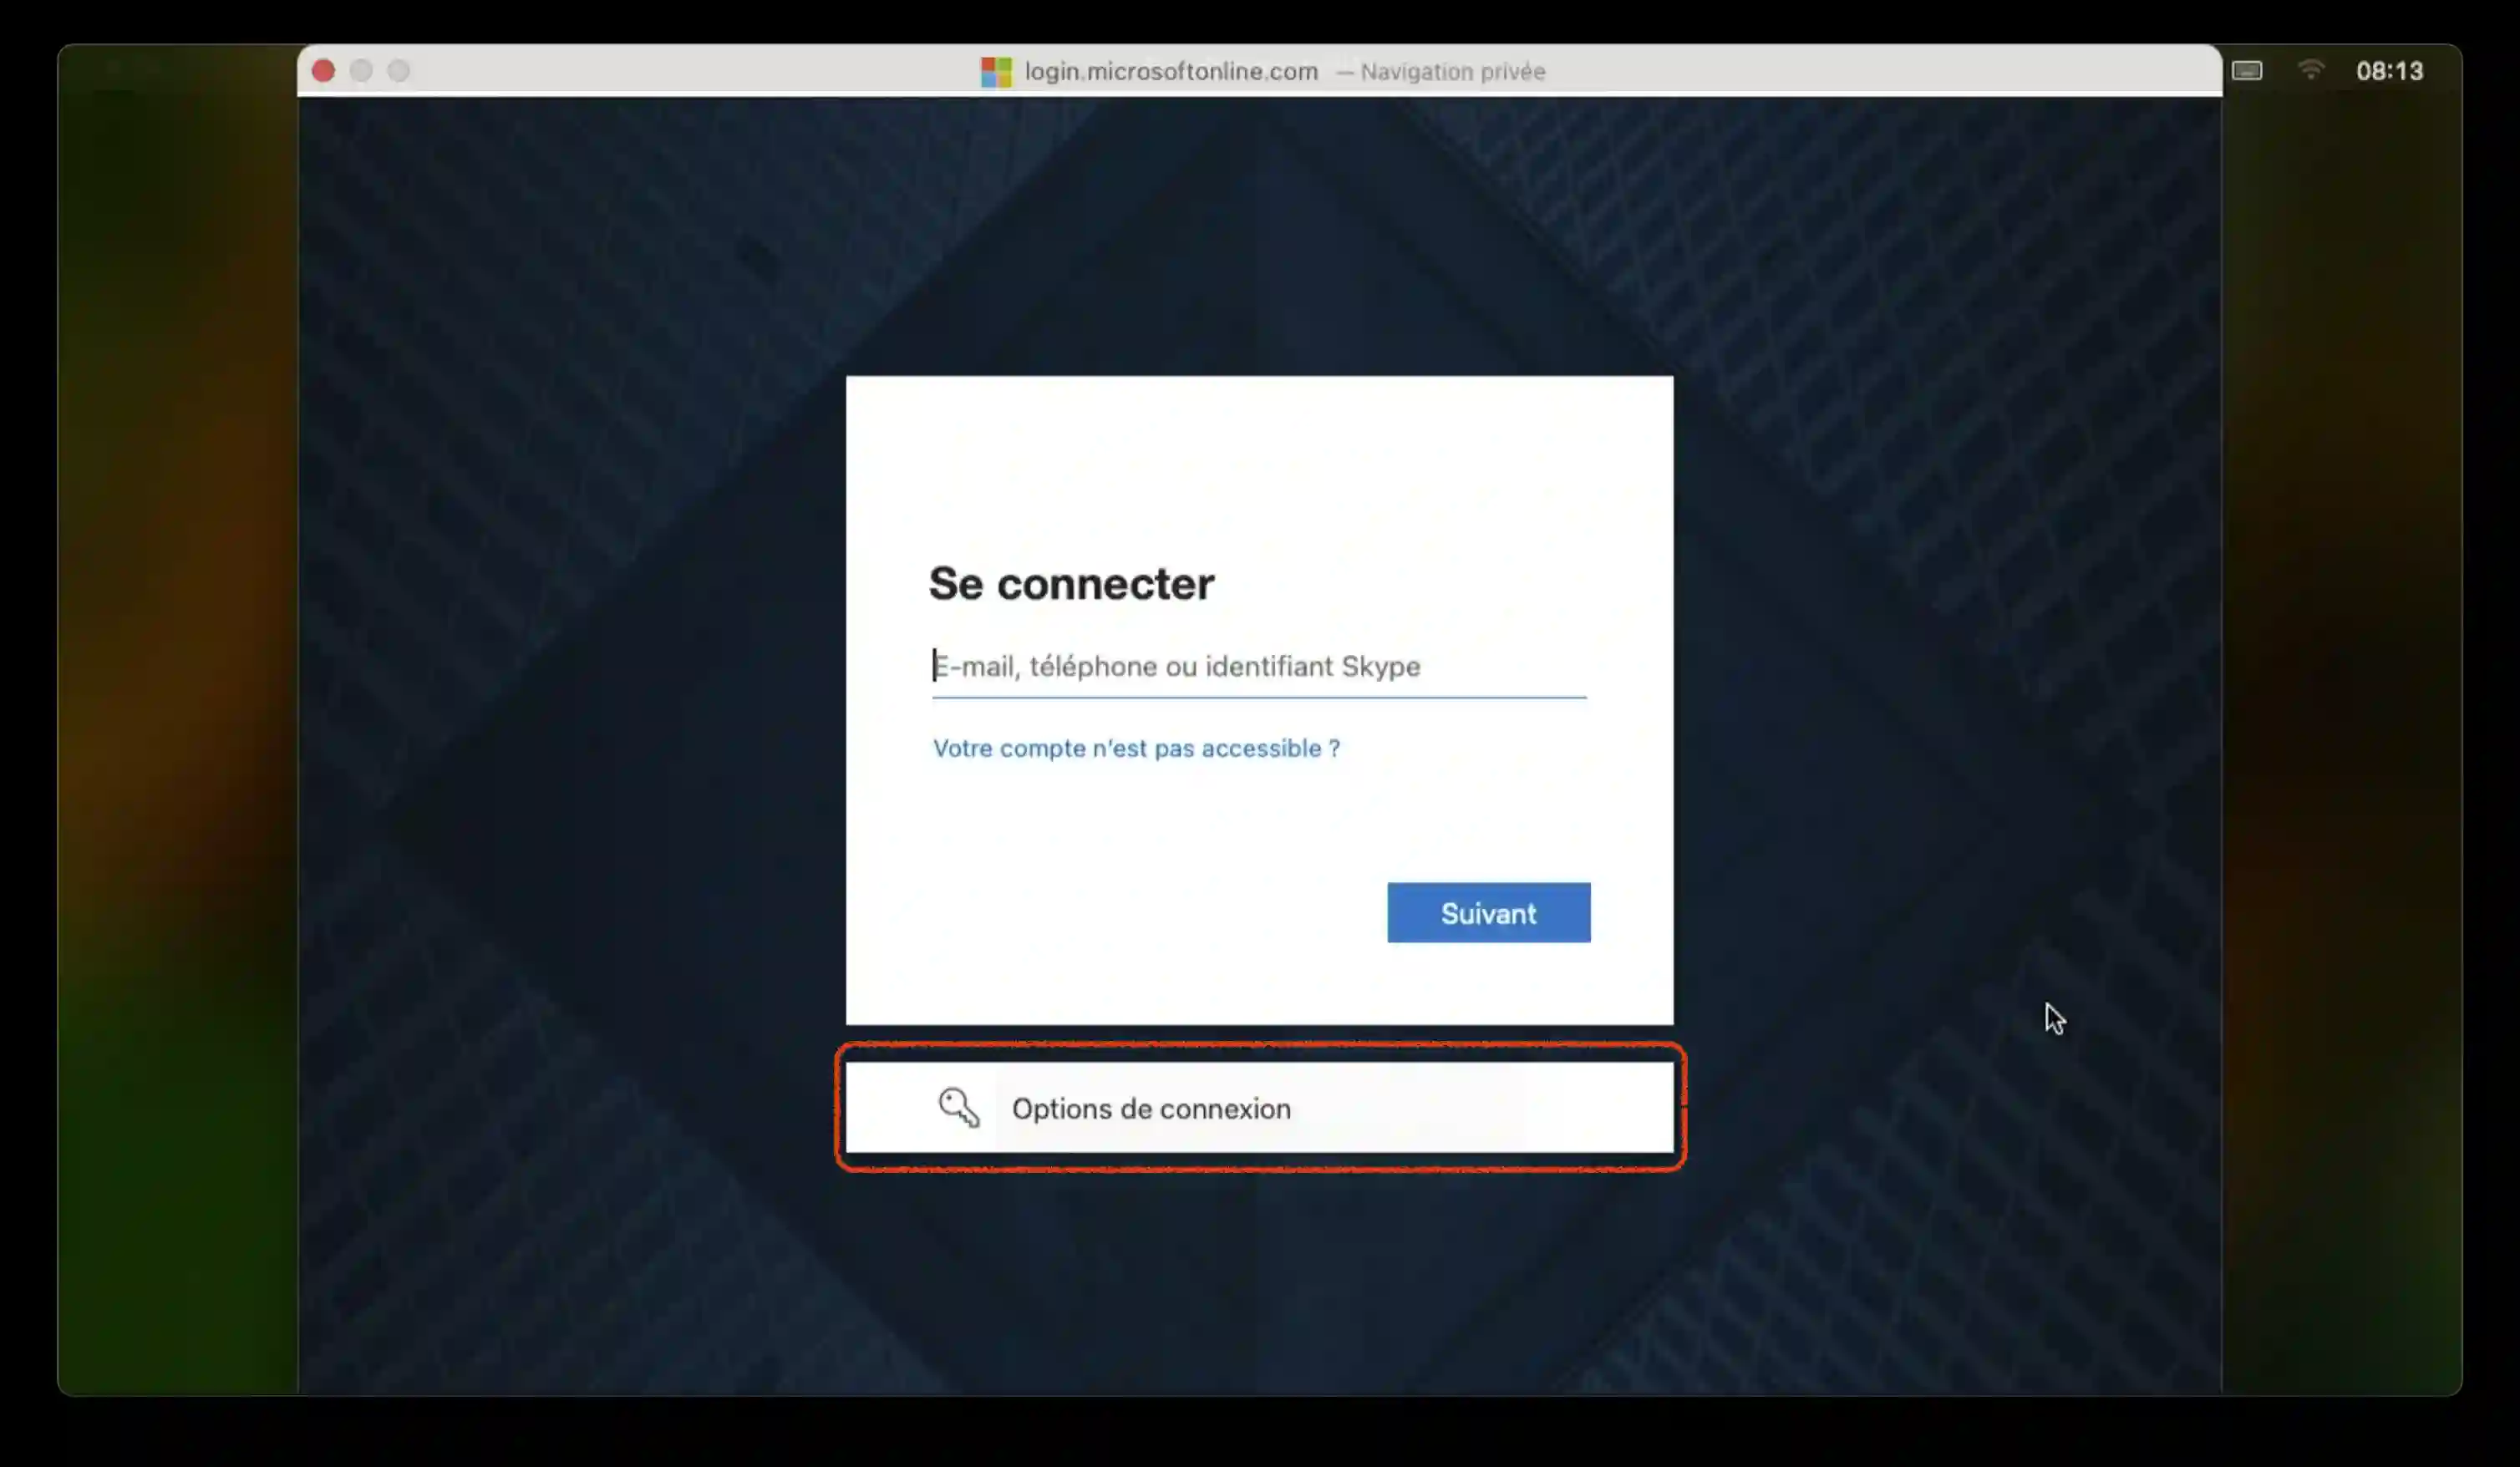 login.microsoftonline.com — Navigation privée
08:13
Se connecter
E-mail, téléphone ou identifiant Skype
Votre compte n'est pas accessible ?
Suivant
Options de connexion